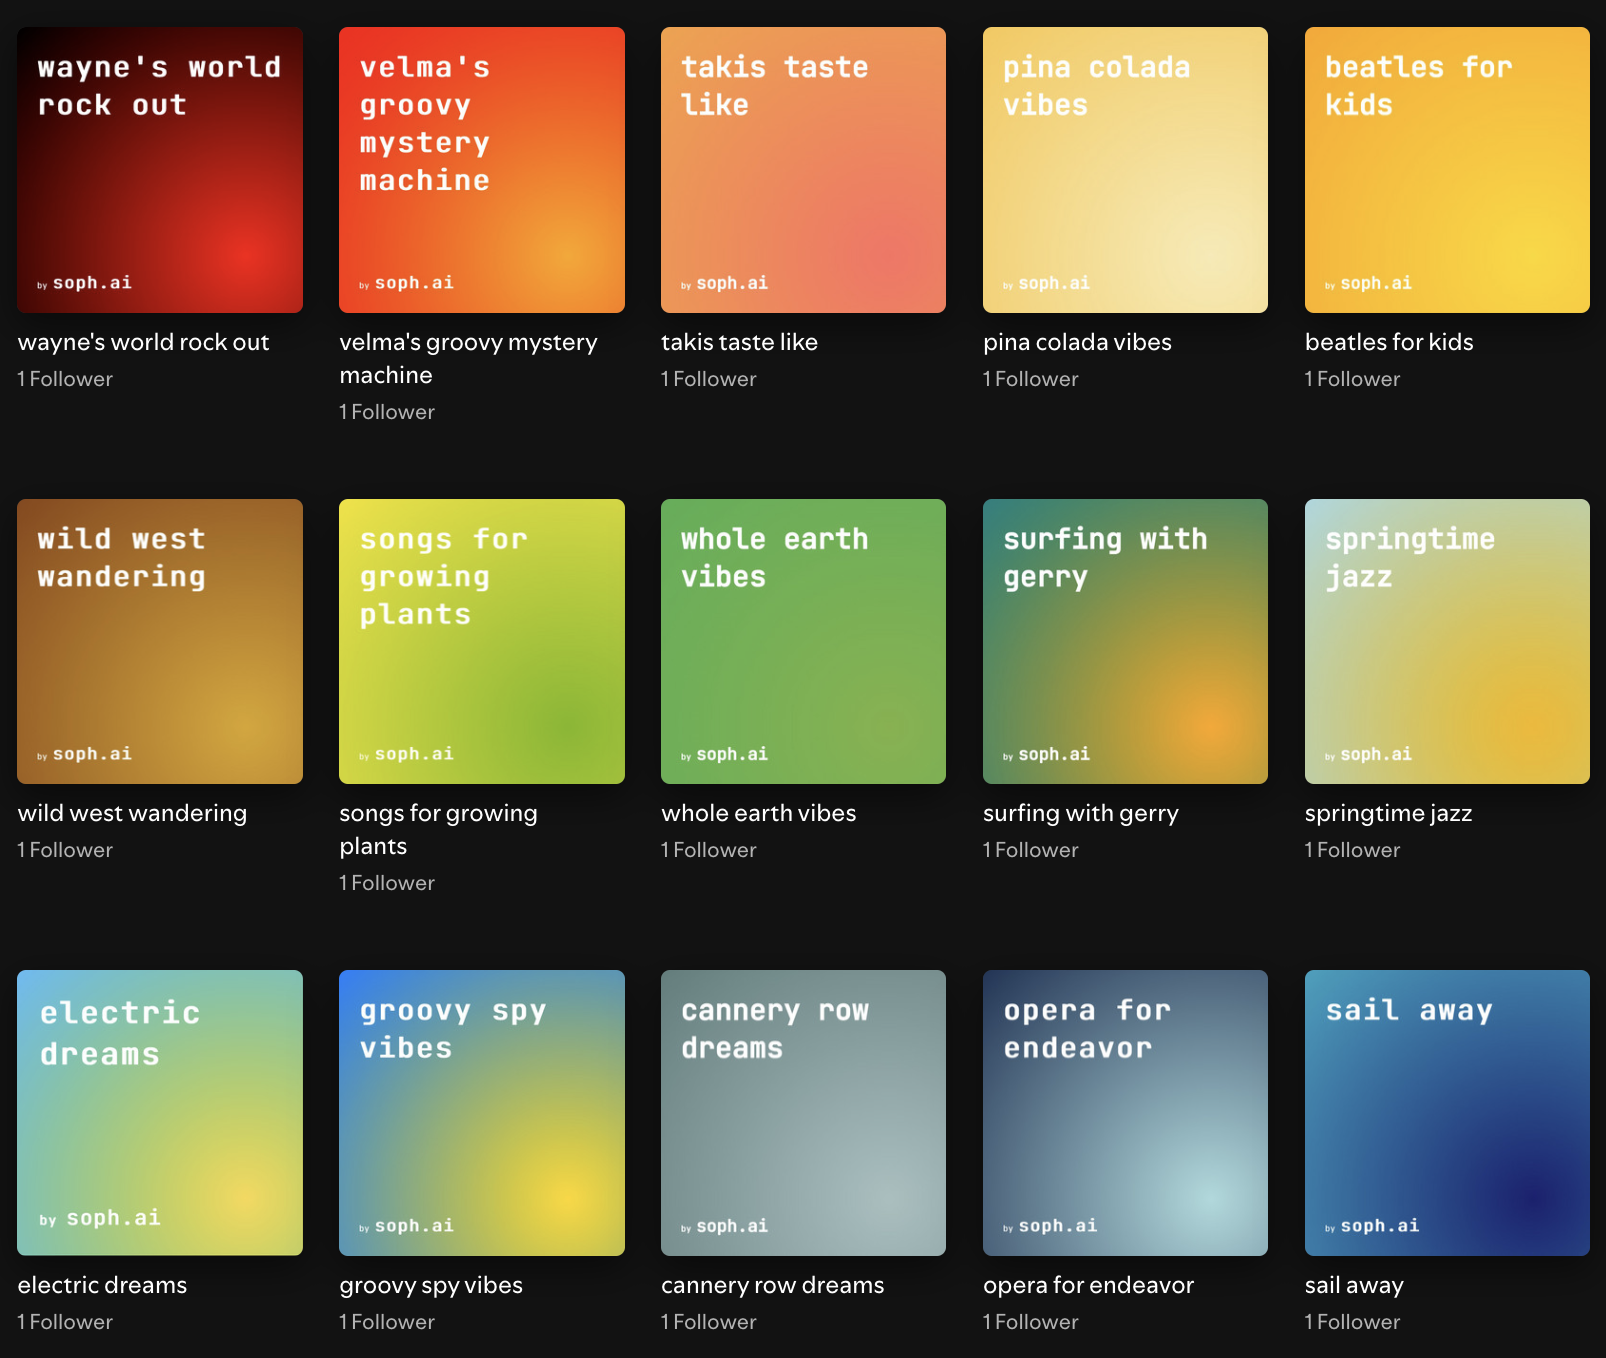 wayne's world
rock out
by soph.ai
wayne's world rock out
1 Follower
velma's
groovy
mystery
machine
by soph.ai
velma's groovy mystery
machine
1 Follower
takis taste
like
by soph.ai
takis taste like
1 Follower
pina colada
vibes
by soph.ai
pina colada vibes
1 Follower
beatles for
kids
by soph.ai
beatles for kids
1 Follower
wild west
wandering
by soph.ai
wild west wandering
1 Follower
songs for
growing
plants
by soph.ai
songs for growing
plants
1 Follower
whole earth
vibes
by soph.ai
whole earth vibes
1 Follower
surfing with
gerry
by soph.ai
surfing with gerry
1 Follower
springtime
jazz
by soph.ai
springtime jazz
1 Follower
electric
dreams
by soph.ai
electric dreams
1 Follower
groovy spy
vibes
by soph.ai
groovy spy vibes
1 Follower
cannery row
dreams
by soph.ai
cannery row dreams
1 Follower
opera for
endeavor
by soph.ai
opera for endeavor
1 Follower
sail away
by soph.ai
sail away
1 Follower